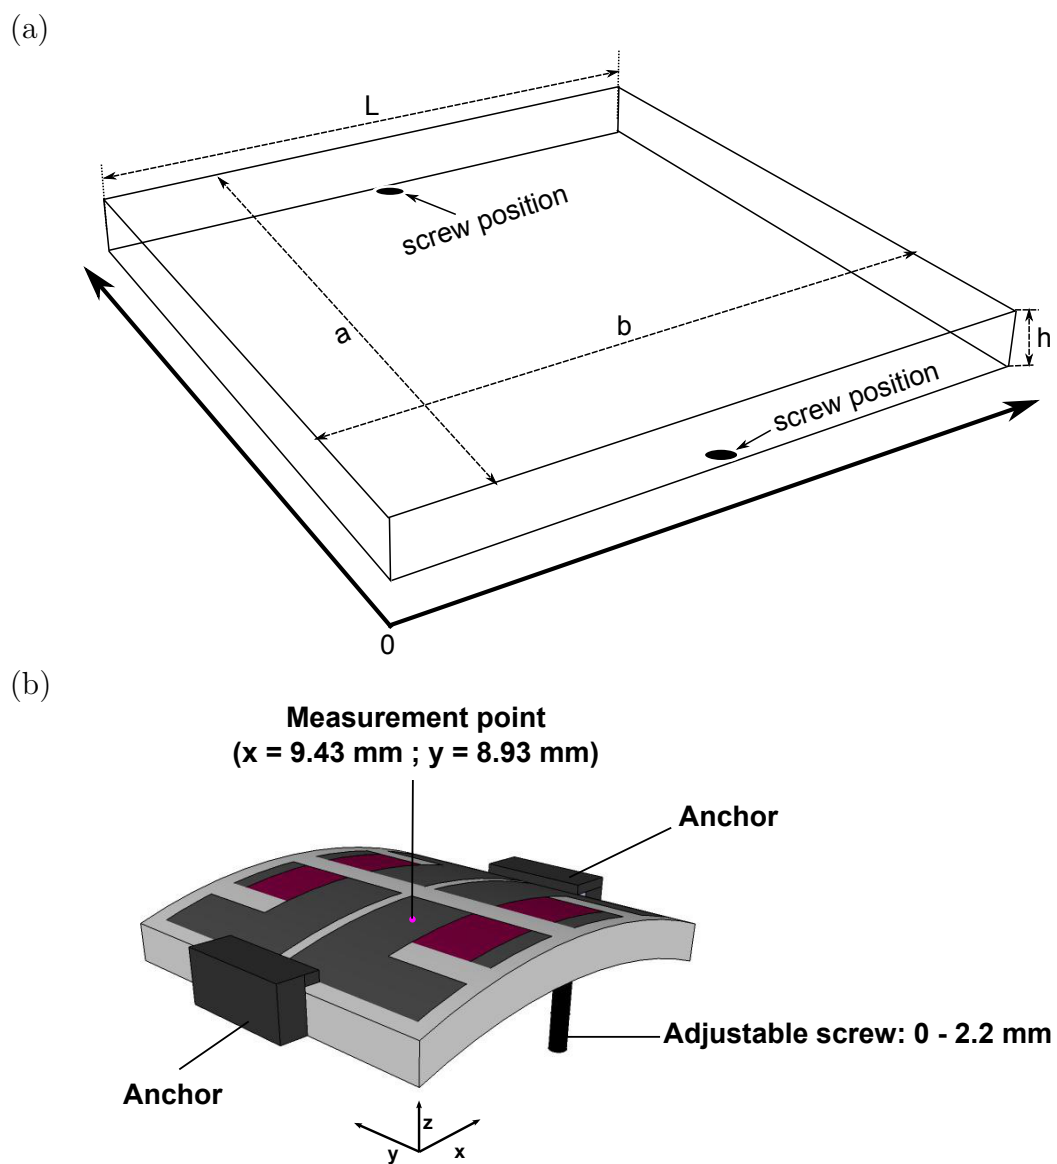 (a)
L
screw position
a
b
h
screw position
0
(b)
Measurement point
(x = 9.43 mm ; y = 8.93 mm)
Anchor
Adjustable screw: 0 - 2.2 mm
Anchor
z
y
x